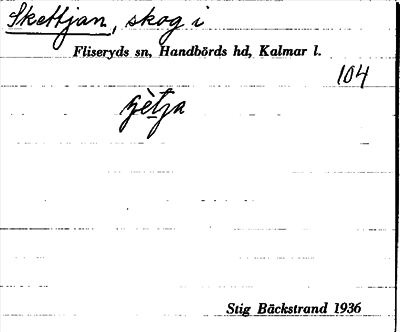 Skettjan, skog i
Fliseryds sn, Handbörds hd, Kalmar l.
104
Stig Bäckstrand 1936